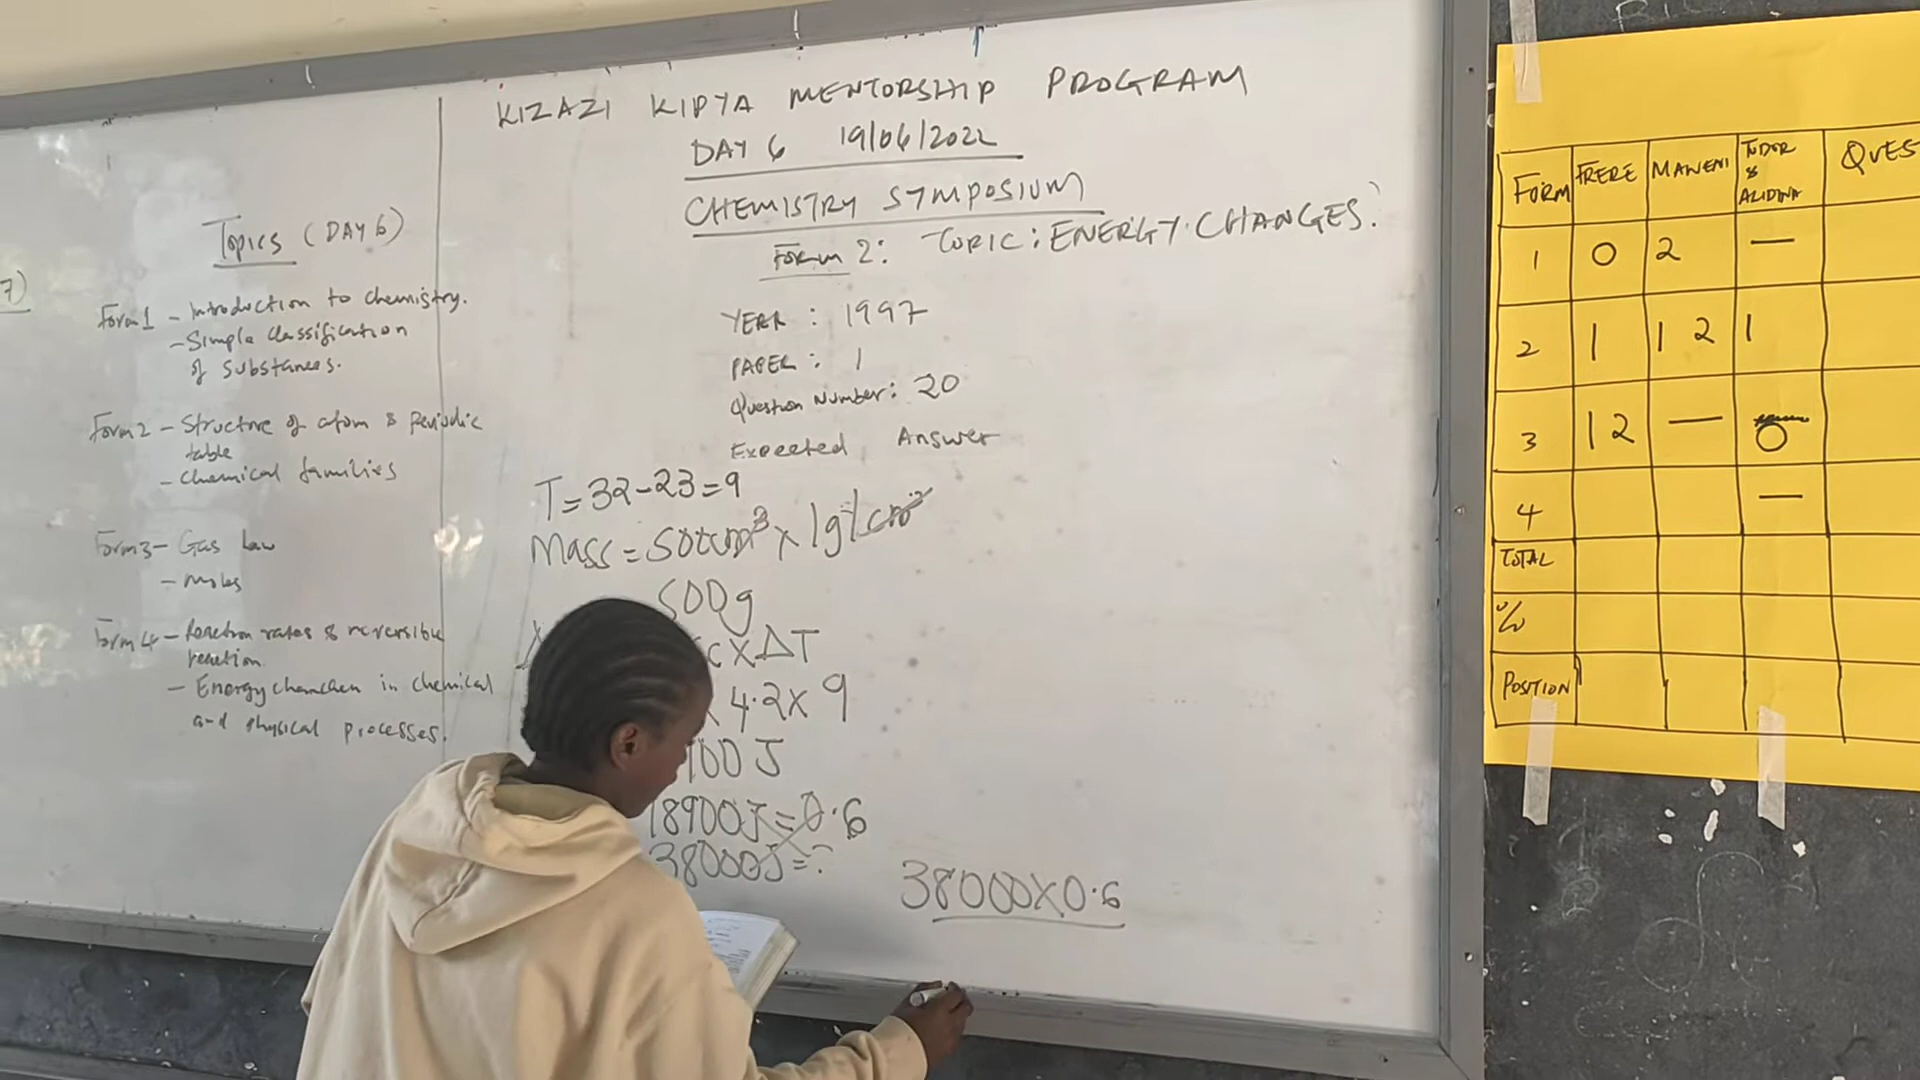 KIZAZI KIPYA MENTORSHIP PROGRAM
DAY 6 19/06/2022
CHEMISTRY SYMPOSIUM
FORM 2: TOPIC: ENERGY CHANGES.
YEAR : 1997
PAPER : 1
Question Number: 20
Expected Answer
T=32-23=9
Mass=500cm³ x 1g/cm³
500g
cX∆T
x 4.2x 9
100J
18900J=0.6
38000J=?
38000X0.6
7)
Topics (DAY 6)
Form 1 - Introduction to chemistry.
- Simple classification
of substances.
Form 2 - Structure of atom & periodic
table
- Chemical families
Form 3 - Gas law
- Moles
Form 4 - Reaction rates & reversible
reaction.
- Energy in chemical
and physical processes.
FORM FRERE MAWENI TUDOR & ALIDINA QUES
1 0 2 —
2 1 1 2 1
3 1 2 — 0
4 —
TOTAL
%
POSITION